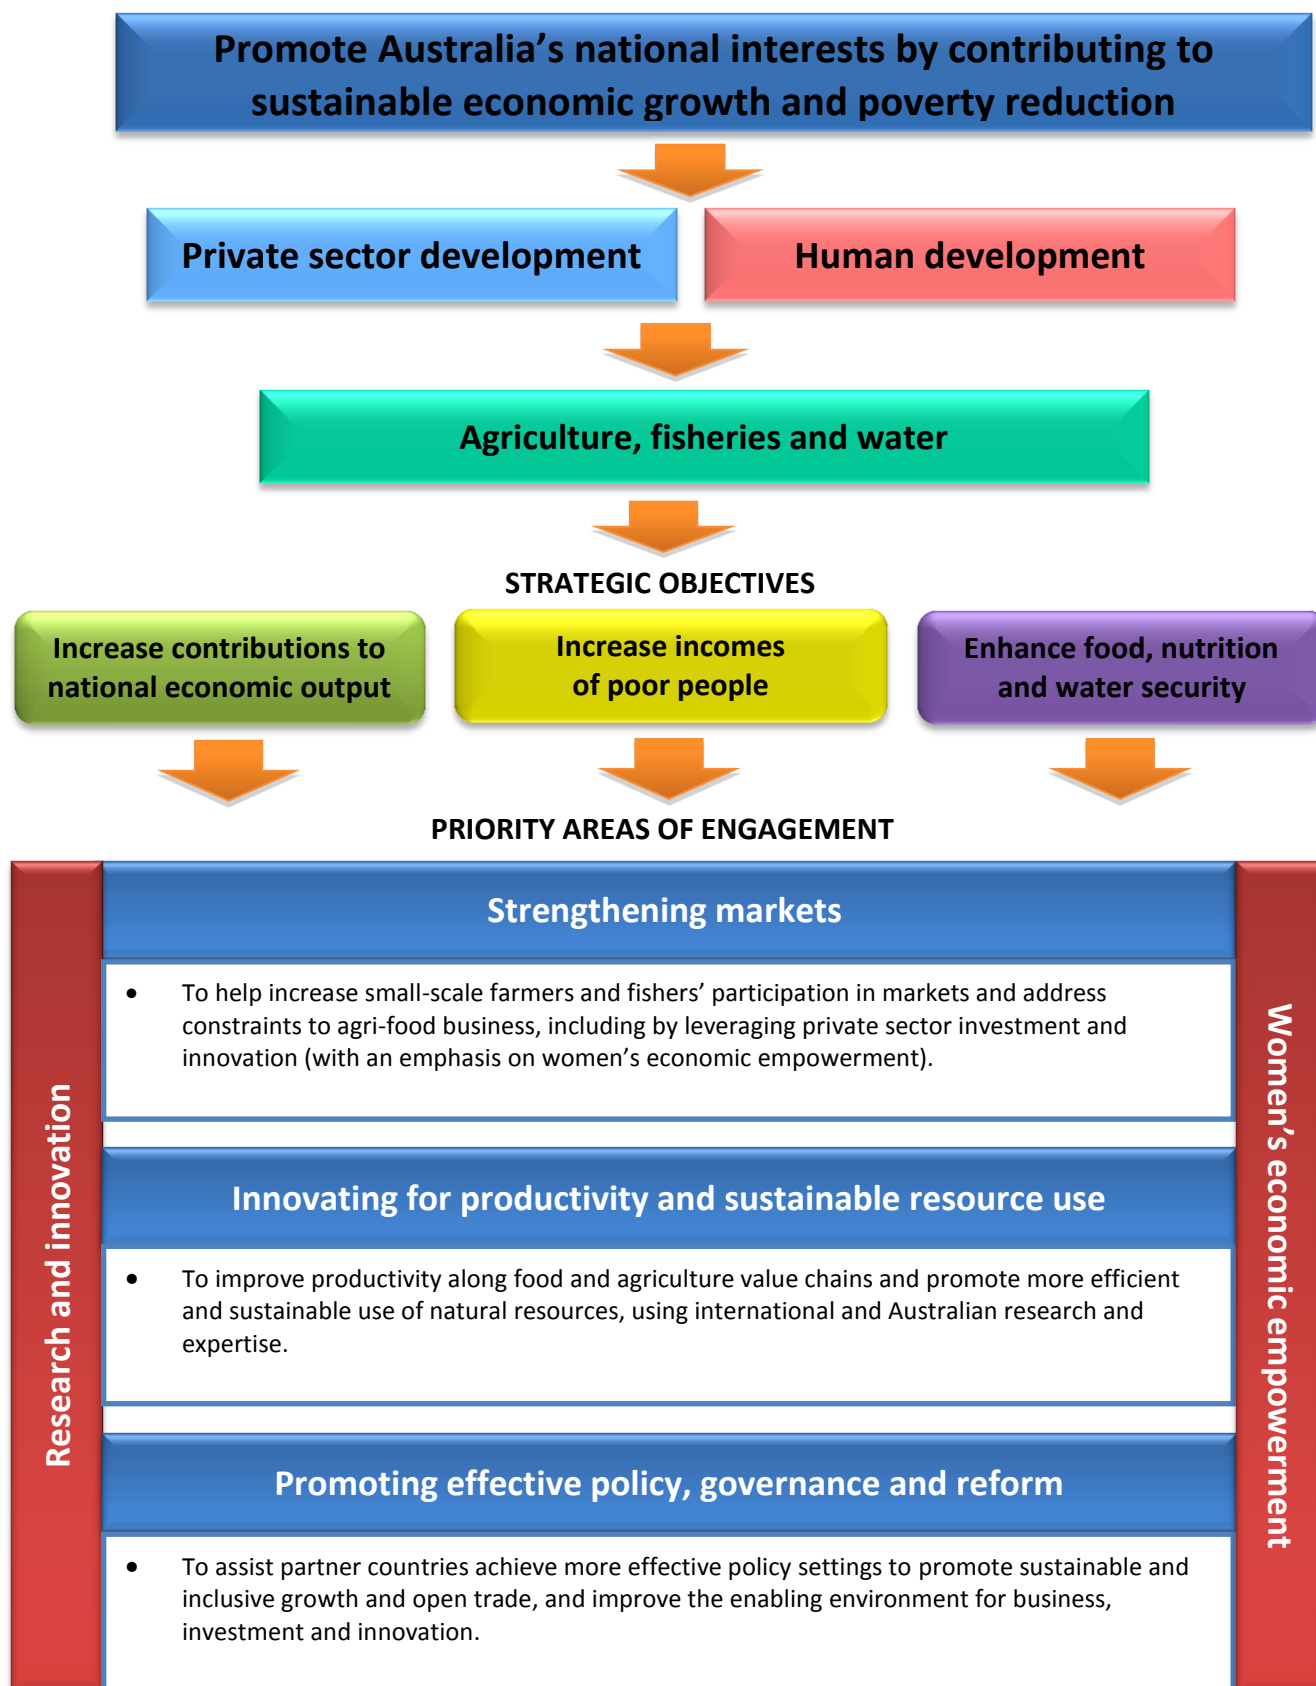 Promote Australia’s national interests by contributing to
sustainable economic growth and poverty reduction
Private sector development
Human development
Agriculture, fisheries and water
STRATEGIC OBJECTIVES
Increase contributions to
national economic output
Increase incomes
of poor people
Enhance food, nutrition
and water security
PRIORITY AREAS OF ENGAGEMENT
Research and innovation
Strengthening markets
• To help increase small-scale farmers and fishers’ participation in markets and address
constraints to agri-food business, including by leveraging private sector investment and
innovation (with an emphasis on women’s economic empowerment).
Innovating for productivity and sustainable resource use
• To improve productivity along food and agriculture value chains and promote more efficient
and sustainable use of natural resources, using international and Australian research and
expertise.
Promoting effective policy, governance and reform
• To assist partner countries achieve more effective policy settings to promote sustainable and
inclusive growth and open trade, and improve the enabling environment for business,
investment and innovation.
Women’s economic empowerment